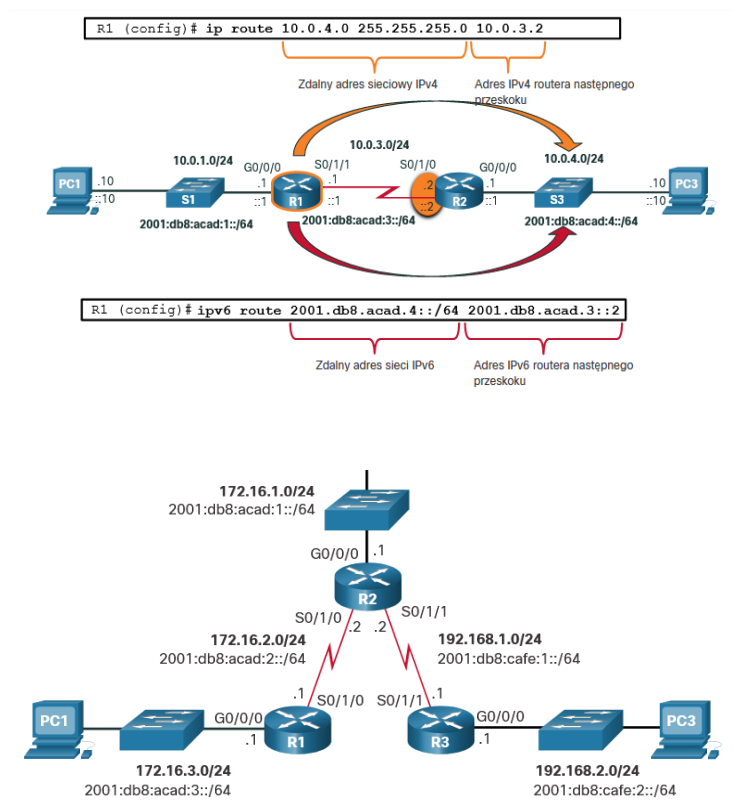 R1 (config)# ip route 10.0.4.0 255.255.255.0 10.0.3.2
Zdalny adres sieciowy IPv4
Adres IPv4 routera następnego
przeskoku
10.0.3.0/24
10.0.1.0/24
10.0.4.0/24
G0/0/0
S0/1/1
S0/1/0
G0/0/0
PC1
.10
::10
S1
.1
::1
R1
.1
::1
.2
::2
R2
.1
::1
S3
.10
::10
PC3
2001:db8:acad:1::/64
2001:db8:acad:3::/64
2001:db8:acad:4::/64
R1 (config)# ipv6 route 2001.db8.acad.4::/64 2001.db8.acad.3::2
Zdalny adres sieci IPv6
Adres IPv6 routera następnego
przeskoku
172.16.1.0/24
2001:db8:acad:1::/64
G0/0/0
.1
R2
S0/1/0
.2
.2
S0/1/1
172.16.2.0/24
2001:db8:acad:2::/64
192.168.1.0/24
2001:db8:cafe:1::/64
.1
S0/1/0
S0/1/1
.1
PC1
G0/0/0
.1
R1
R3
G0/0/0
.1
PC3
172.16.3.0/24
2001:db8:acad:3::/64
192.168.2.0/24
2001:db8:cafe:2::/64